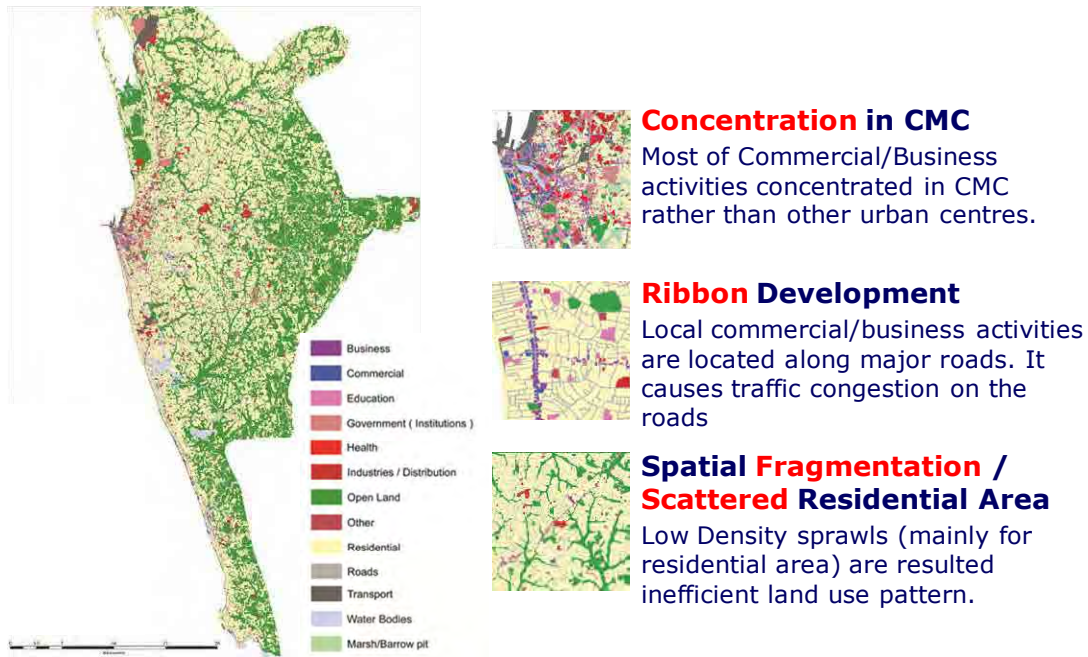 Concentration in CMC
Most of Commercial/Business
activities concentrated in CMC
rather than other urban centres.
Ribbon Development
Local commercial/business activities
are located along major roads. It
causes traffic congestion on the
roads
Spatial Fragmentation /
Scattered Residential Area
Low Density sprawls (mainly for
residential area) are resulted
inefficient land use pattern.
Business
Commercial
Education
Government ( Institutions )
Health
Industries / Distribution
Open Land
Other
Residential
Roads
Transport
Water Bodies
Marsh/Barrow pit